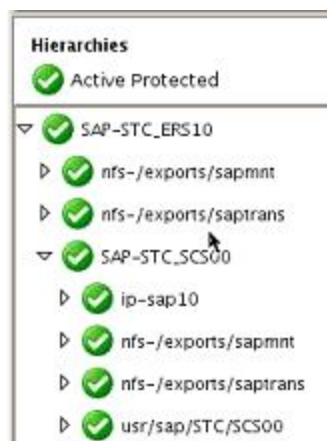 Hierarchies
Active Protected
SAP-STC_ERS10
nfs-/exports/sapmnt
nfs-/exports/saptrans
SAP-STC_SCS00
ip-sap10
nfs-/exports/sapmnt
nfs-/exports/saptrans
usr/sap/STC/SCS00